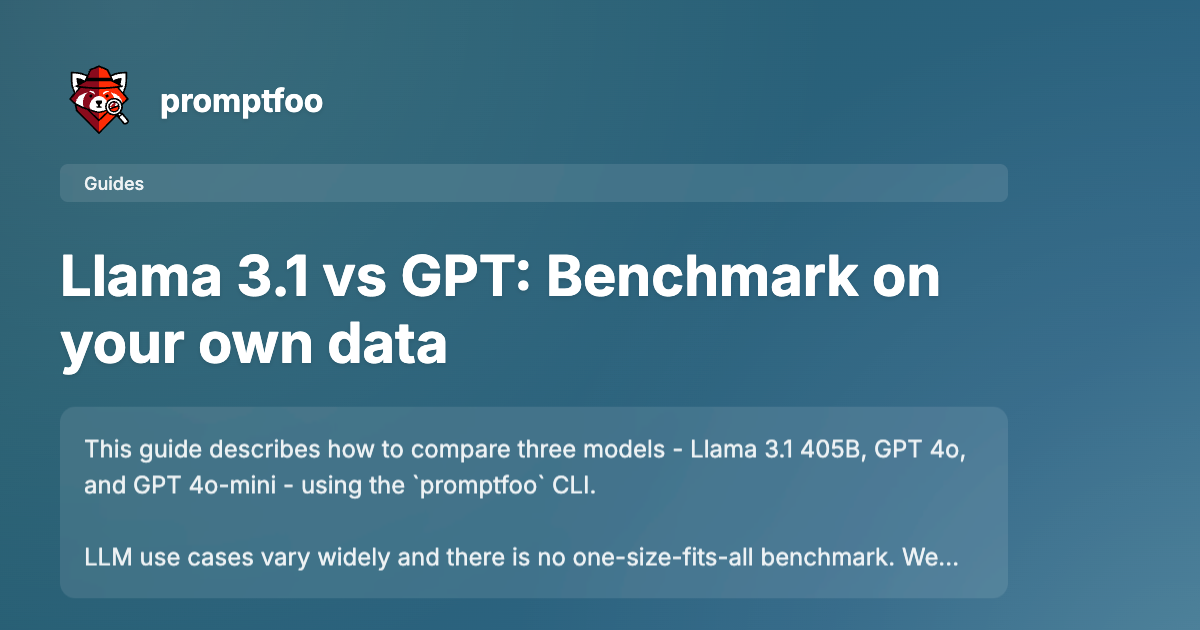 promptfoo
Guides
Llama 3.1 vs GPT: Benchmark on
your own data
This guide describes how to compare three models - Llama 3.1 405B, GPT 4o,
and GPT 4o-mini - using the `promptfoo` CLI.
LLM use cases vary widely and there is no one-size-fits-all benchmark. We...